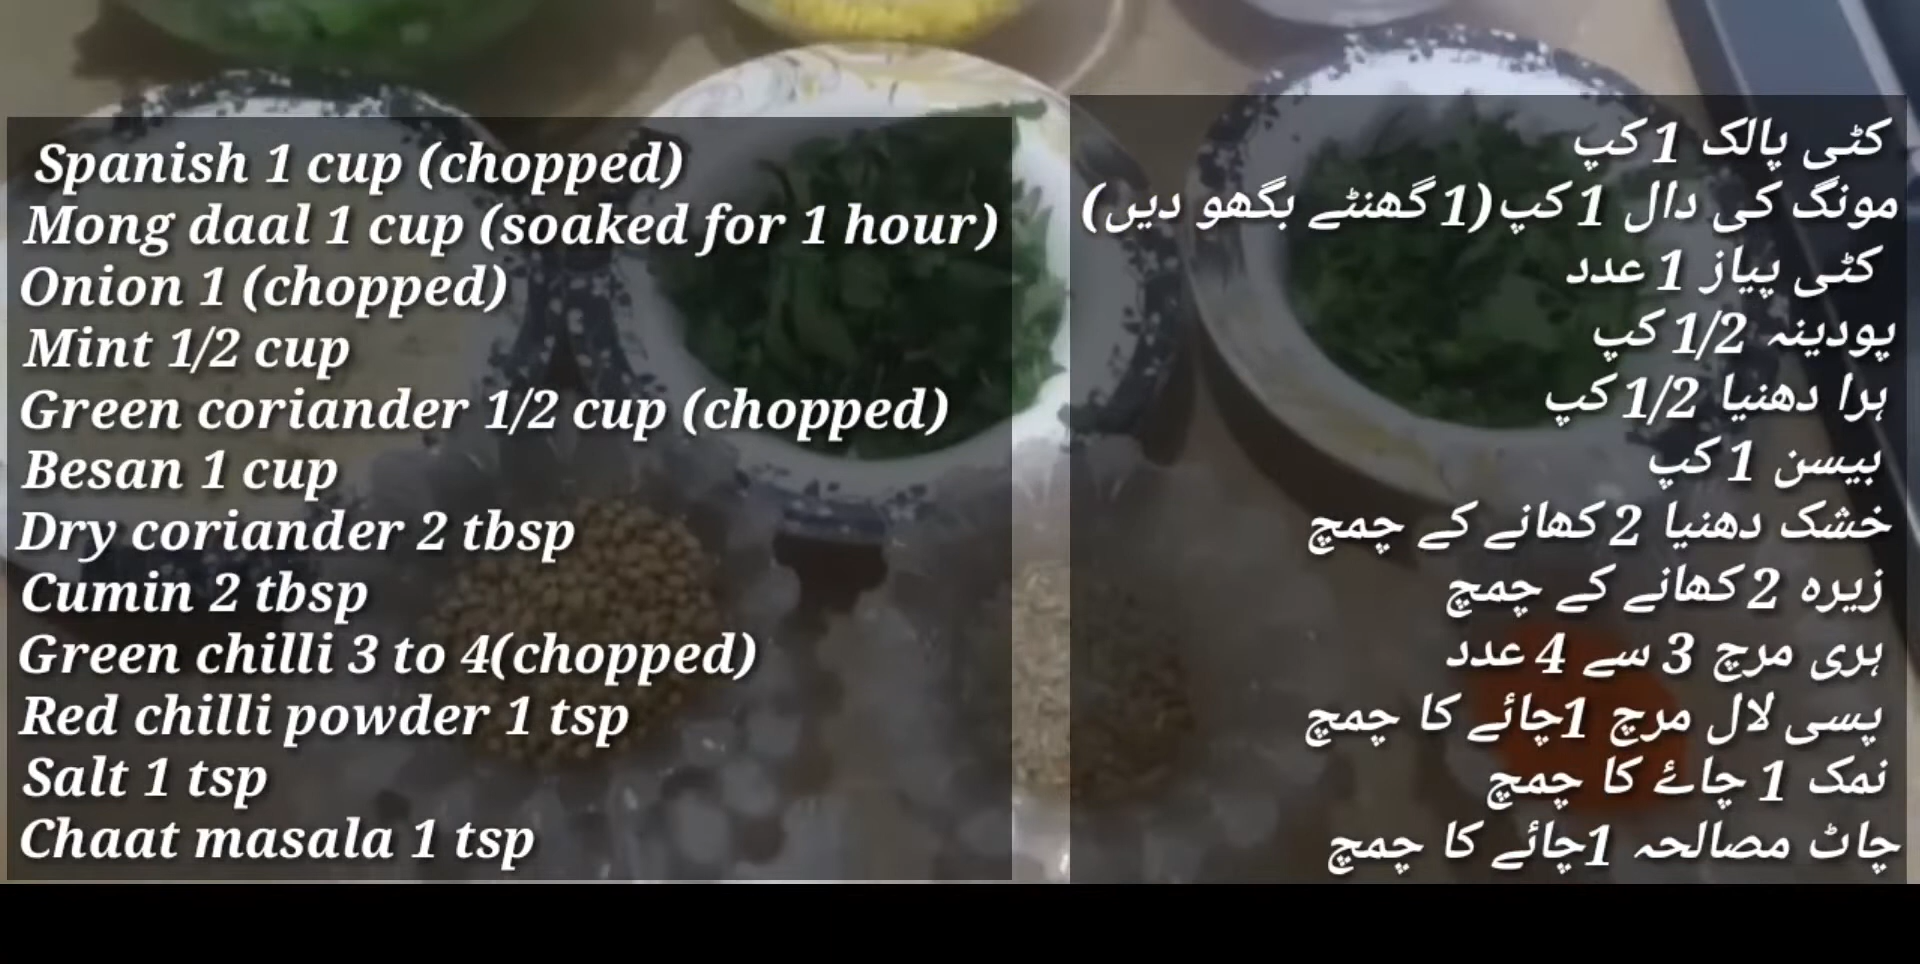 Spanish 1 cup (chopped)
Mong daal 1 cup (soaked for 1 hour)
Onion 1 (chopped)
Mint 1/2 cup
Green coriander 1/2 cup (chopped)
Besan 1 cup
Dry coriander 2 tbsp
Cumin 2 tbsp
Green chilli 3 to 4(chopped)
Red chilli powder 1 tsp
Salt 1 tsp
Chaat masala 1 tsp
کٹی پالک 1 کپ
مونگ کی دال 1 کپ(1 گھنٹے بگھو دیں)
کٹی پیاز 1 عدد
پودینہ 1/2 کپ
ہرا دھنیا 1/2 کپ
بیسن 1 کپ
خشک دھنیا 2 کھانے کے چمچ
زیرہ 2 کھانے کے چمچ
ہری مرچ 3 سے 4 عدد
پسی لال مرچ 1چائے کا چمچ
نمک 1 چاۓ کا چمچ
چاٹ مصالحہ 1چائے کا چمچ